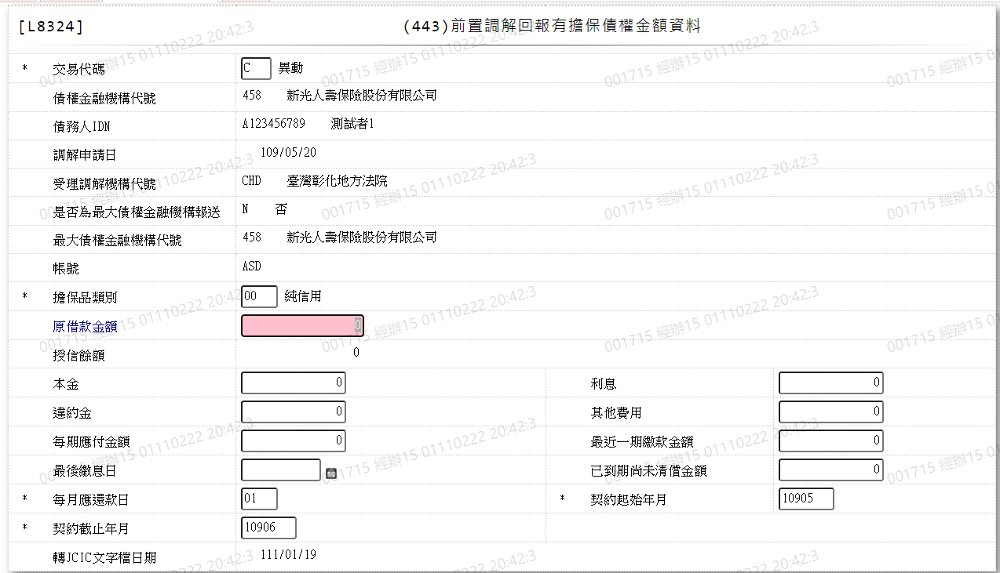 [L8324] (443)前置調解回報有擔保債權金額資料
* 交易代碼 C 異動
債權金融機構代號 458 新光人壽保險股份有限公司
債務人IDN A123456789 測試者1
調解申請日 109/05/20
受理調解機構代號 CHD 臺灣彰化地方法院
是否為最大債權金融機構報送 N 否
最大債權金融機構代號 458 新光人壽保險股份有限公司
帳號 ASD
* 擔保品類別 00 純信用
原借款金額 0
授信餘額 0
本金 0 利息 0
違約金 0 其他費用 0
每期應付金額 0 最近一期繳款金額 0
最後繳息日 已到期尚未清償金額 0
* 每月應還款日 01 * 契約起始年月 10905
* 契約截止年月 10906
轉JCIC文字檔日期 111/01/19
001715 經辦15 01110222 20:42:3